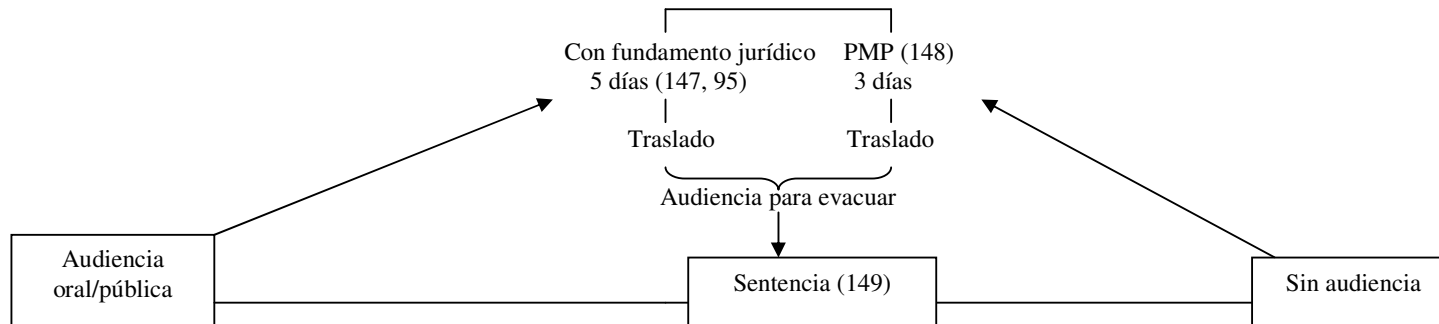 Con fundamento jurídico PMP (148)
5 días (147, 95) 3 días
Traslado Traslado
Audiencia para evacuar
Audiencia
oral/pública
Sentencia (149)
Sin audiencia